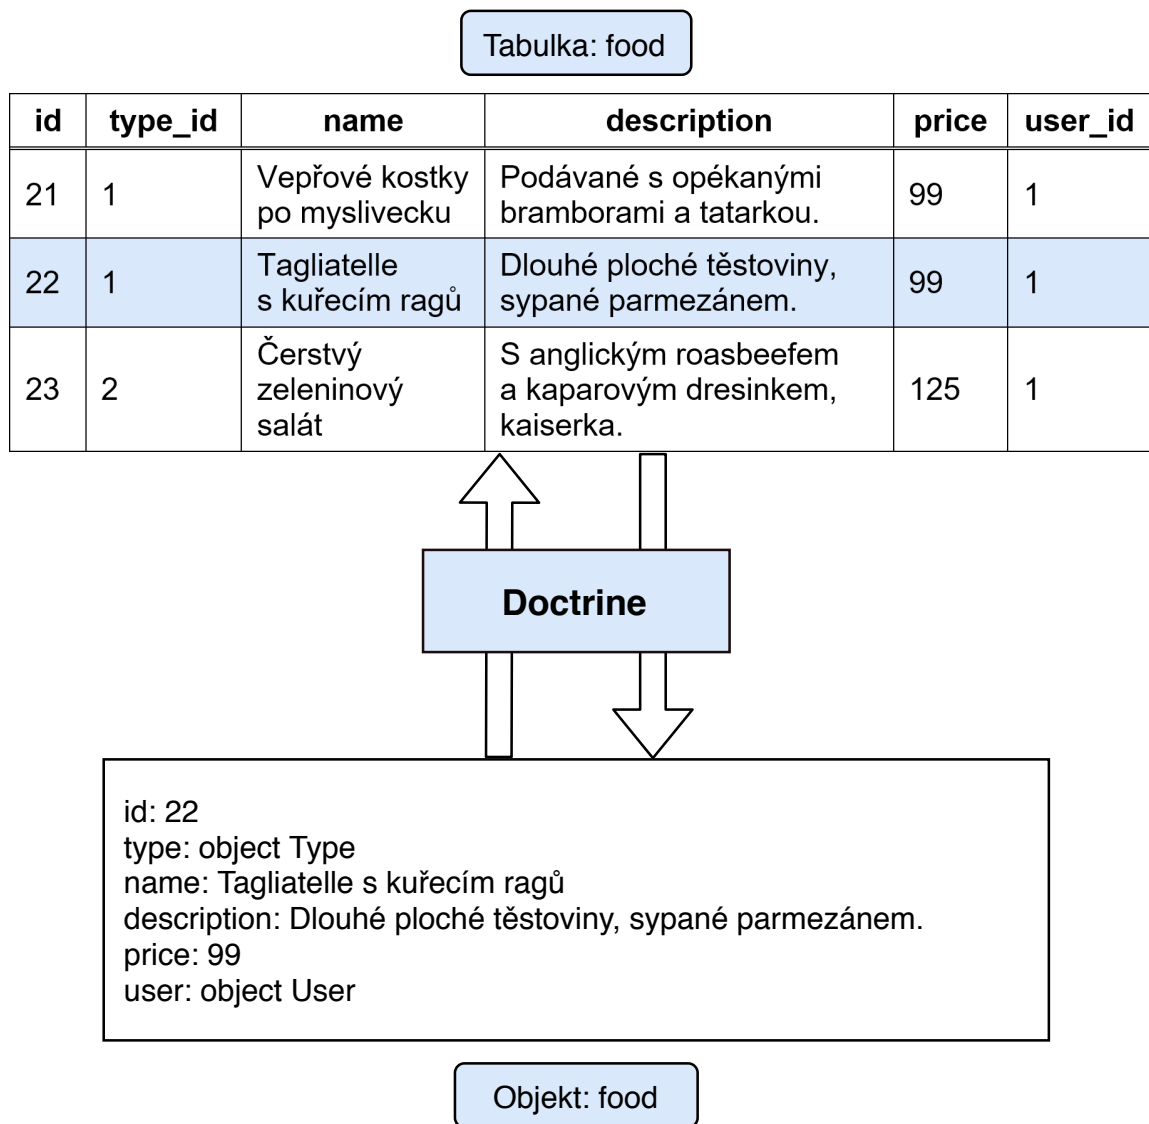 Tabulka: food
id type_id name description price user_id
21 1 Vepřové kostky Podávané s opékanými 99 1
po myslivecku bramborami a tatarkou.
22 1 Tagliatelle Dlouhé ploché těstoviny, 99 1
s kuřecím ragů sypané parmezánem.
23 2 Čerstvý S anglickým roasbeefem 125 1
zeleninový a kaparovým dresinkem,
salát kaiserka.
Doctrine
id: 22
type: object Type
name: Tagliatelle s kuřecím ragů
description: Dlouhé ploché těstoviny, sypané parmezánem.
price: 99
user: object User
Objekt: food